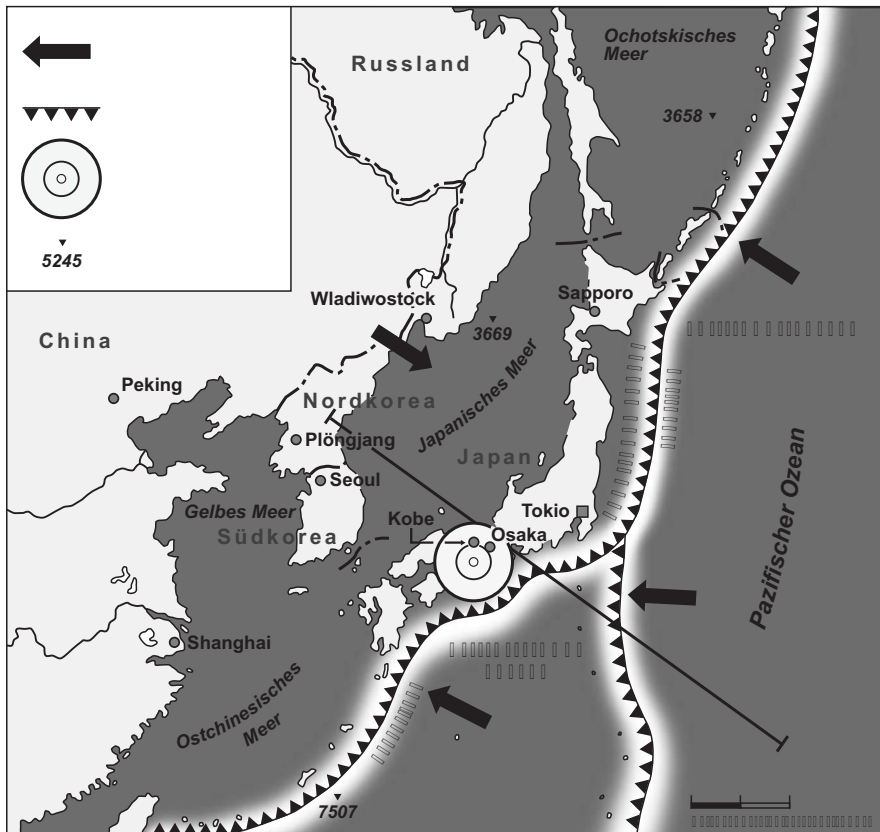 Ochotskisches
Meer
Russland
3658
5245
Wladiwostock
Sapporo
3669
China
Peking
Nordkorea
Japanisches Meer
Plöngjang
Japan
Seoul
Gelbes Meer
Tokio
Kobe
Südkorea
Osaka
Pazifischer Ozean
Shanghai
Ostchinesisches
Meer
7507